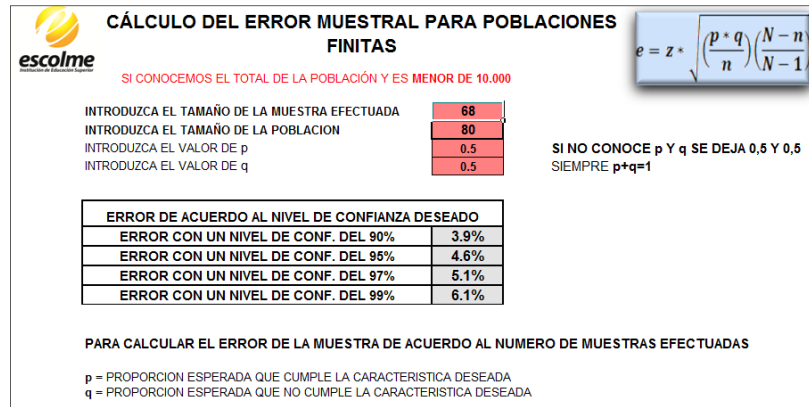 escolme
Institución de Educación Superior
CÁLCULO DEL ERROR MUESTRAL PARA POBLACIONES
FINITAS
SI CONOCEMOS EL TOTAL DE LA POBLACIÓN Y ES MENOR DE 10.000
e = z * √((p * q / n) (N − n / N − 1))
INTRODUZCA EL TAMAÑO DE LA MUESTRA EFECTUADA 68
INTRODUZCA EL TAMAÑO DE LA POBLACION 80
INTRODUZCA EL VALOR DE p 0.5 SI NO CONOCE p Y q SE DEJA 0,5 Y 0,5
INTRODUZCA EL VALOR DE q 0.5 SIEMPRE p+q=1
ERROR DE ACUERDO AL NIVEL DE CONFIANZA DESEADO
ERROR CON UN NIVEL DE CONF. DEL 90% 3.9%
ERROR CON UN NIVEL DE CONF. DEL 95% 4.6%
ERROR CON UN NIVEL DE CONF. DEL 97% 5.1%
ERROR CON UN NIVEL DE CONF. DEL 99% 6.1%
PARA CALCULAR EL ERROR DE LA MUESTRA DE ACUERDO AL NUMERO DE MUESTRAS EFECTUADAS
p = PROPORCION ESPERADA QUE CUMPLE LA CARACTERISTICA DESEADA
q = PROPORCION ESPERADA QUE NO CUMPLE LA CARACTERISTICA DESEADA